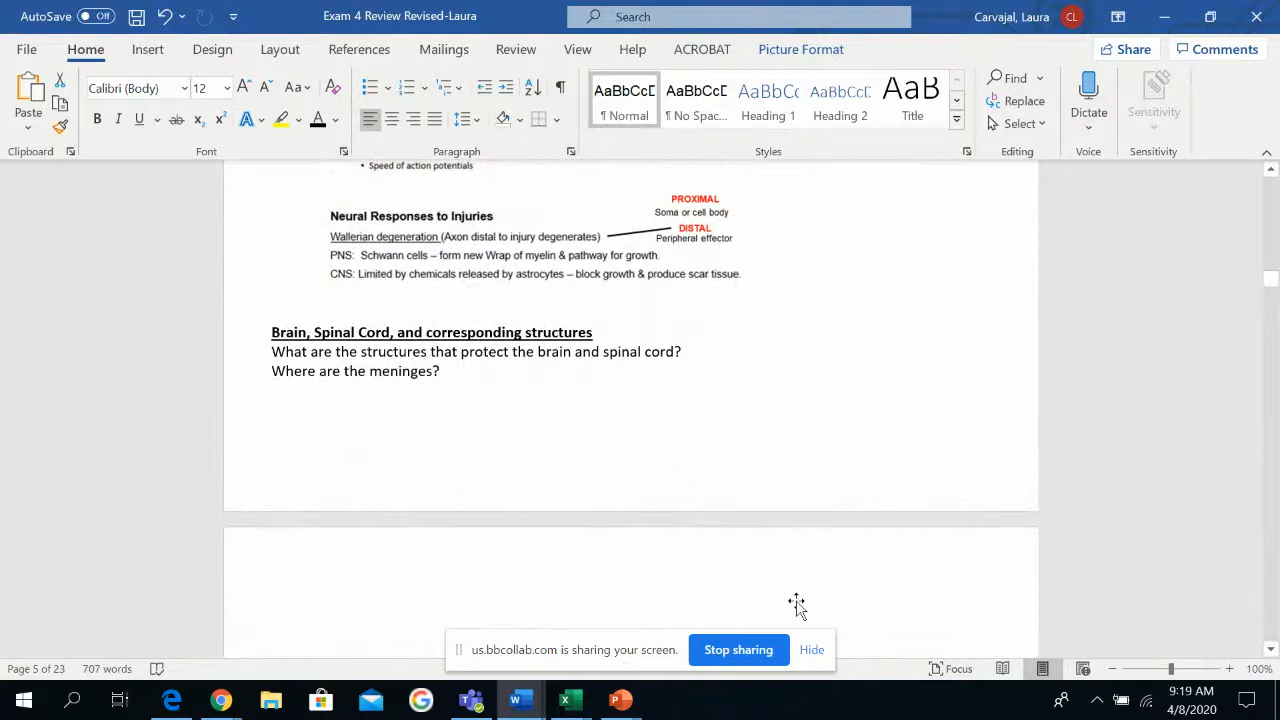 AutoSave Off Exam 4 Review Revised-Laura Search Carvajal, Laura CL
File Home Insert Design Layout References Mailings Review View Help ACROBAT Picture Format Share Comments
Paste Calibri (Body) 12 Aa AaBbCcD AaBbCcD AaBbCc AaBbCcD AaB Find Replace Select Dictate Sensitivity
¶ Normal ¶ No Spac... Heading 1 Heading 2 Title
Clipboard Font Paragraph Styles Editing Voice Sensitivity
• Speed of action potentials
PROXIMAL
Neural Responses to Injuries Soma or cell body
DISTAL
Wallerian degeneration (Axon distal to injury degenerates) Peripheral effector
PNS: Schwann cells – form new Wrap of myelin & pathway for growth.
CNS: Limited by chemicals released by astrocytes – block growth & produce scar tissue.
Brain, Spinal Cord, and corresponding structures
What are the structures that protect the brain and spinal cord?
Where are the meninges?
us.bbcollab.com is sharing your screen. Stop sharing Hide
Page 5 of 23 707 words Focus 100%
9:19 AM
4/8/2020